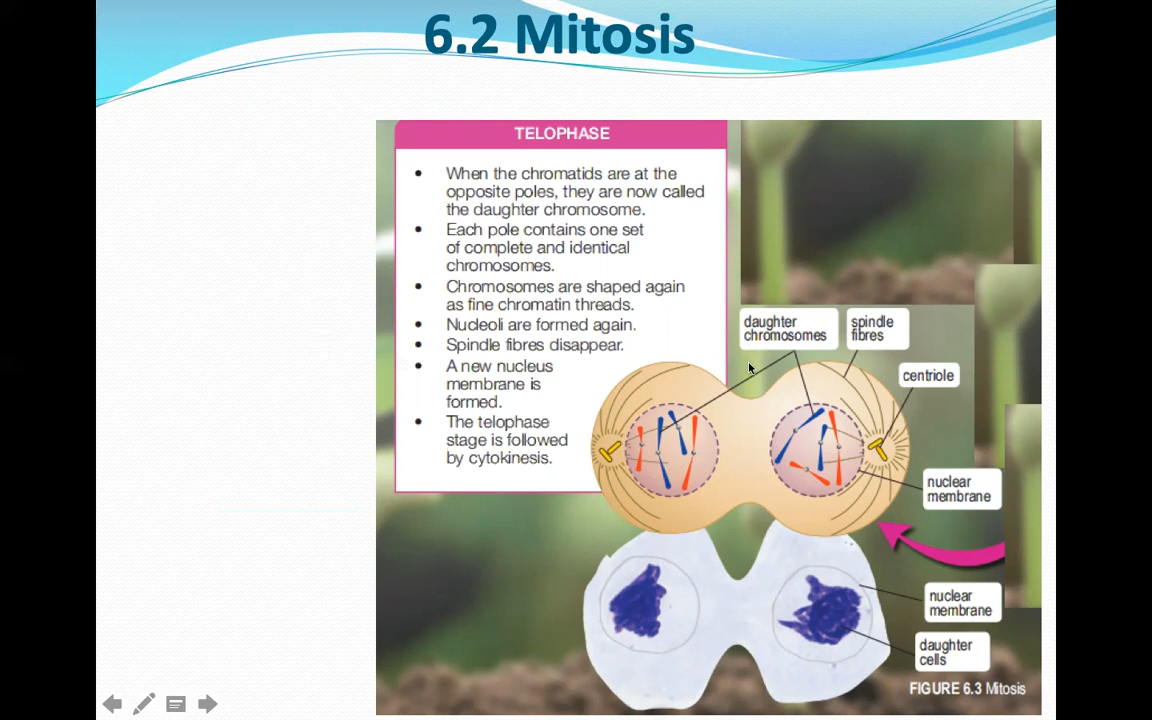 6.2 Mitosis
TELOPHASE
• When the chromatids are at the
opposite poles, they are now called
the daughter chromosome.
• Each pole contains one set
of complete and identical
chromosomes.
• Chromosomes are shaped again
as fine chromatin threads.
• Nucleoli are formed again.
• Spindle fibres disappear.
• A new nucleus
membrane is
formed.
• The telophase
stage is followed
by cytokinesis.
daughter
chromosomes
spindle
fibres
centriole
nuclear
membrane
nuclear
membrane
daughter
cells
FIGURE 6.3 Mitosis